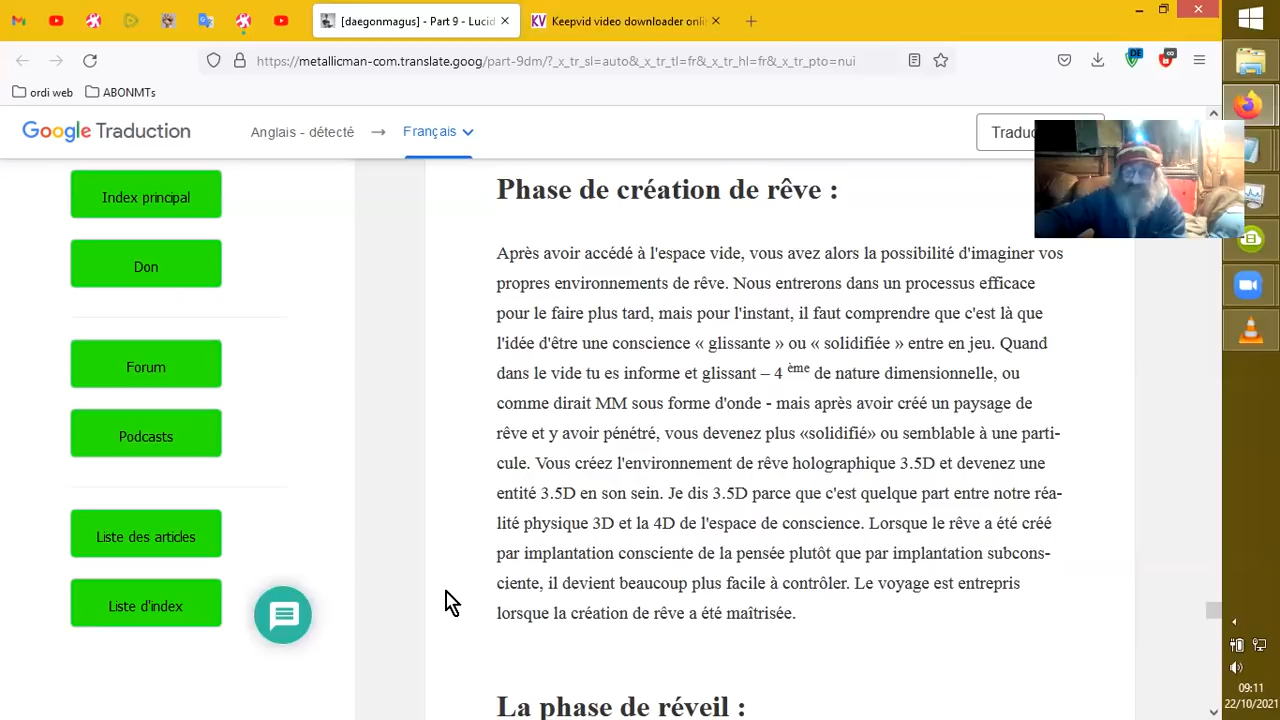 [daegonmagus] - Part 9 - Lucid
KV Keepvid video downloader onli
https://metallicman-com.translate.goog/part-9dm/?_x_tr_sl=auto&_x_tr_tl=fr&_x_tr_hl=fr&_x_tr_pto=nui
DE
ordi web
ABONMTs
Google Traduction
Anglais - détecté → Français
Traduc
Index principal
Don
Forum
Podcasts
Liste des articles
Liste d'index
Phase de création de rêve :
Après avoir accédé à l'espace vide, vous avez alors la possibilité d'imaginer vos
propres environnements de rêve. Nous entrerons dans un processus efficace
pour le faire plus tard, mais pour l'instant, il faut comprendre que c'est là que
l'idée d'être une conscience « glissante » ou « solidifiée » entre en jeu. Quand
dans le vide tu es informe et glissant – 4 ème de nature dimensionnelle, ou
comme dirait MM sous forme d'onde - mais après avoir créé un paysage de
rêve et y avoir pénétré, vous devenez plus «solidifié» ou semblable à une parti-
cule. Vous créez l'environnement de rêve holographique 3.5D et devenez une
entité 3.5D en son sein. Je dis 3.5D parce que c'est quelque part entre notre réa-
lité physique 3D et la 4D de l'espace de conscience. Lorsque le rêve a été créé
par implantation consciente de la pensée plutôt que par implantation subcons-
ciente, il devient beaucoup plus facile à contrôler. Le voyage est entrepris
lorsque la création de rêve a été maîtrisée.
La phase de réveil :
09:11
22/10/2021